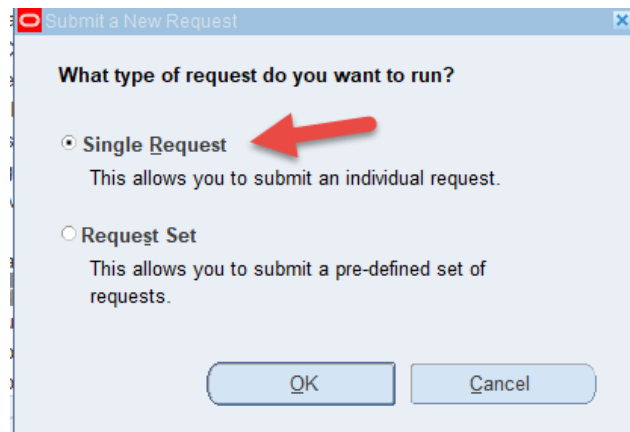 Submit a New Request
What type of request do you want to run?
Single Request
This allows you to submit an individual request.
Request Set
This allows you to submit a pre-defined set of
requests.
OK
Cancel